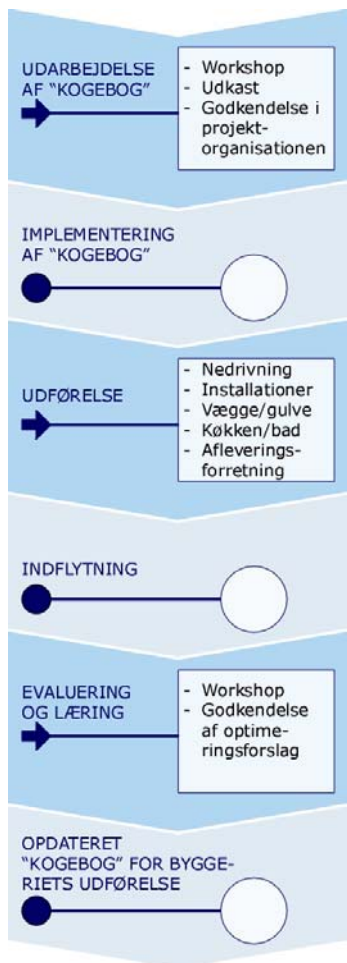 UDARBEJDELSE
AF “KOGEBOG”
- Workshop
- Udkast
- Godkendelse i
projekt-
organisationen
IMPLEMENTERING
AF “KOGEBOG”
UDFØRELSE
- Nedrivning
- Installationer
- Vægge/gulve
- Køkken/bad
- Afleverings-
forretning
INDFLYTNING
EVALUERING
OG LÆRING
- Workshop
- Godkendelse
af optime-
ringsforslag
OPDATERET
“KOGEBOG” FOR BYGGE-
RIETS UDFØRELSE